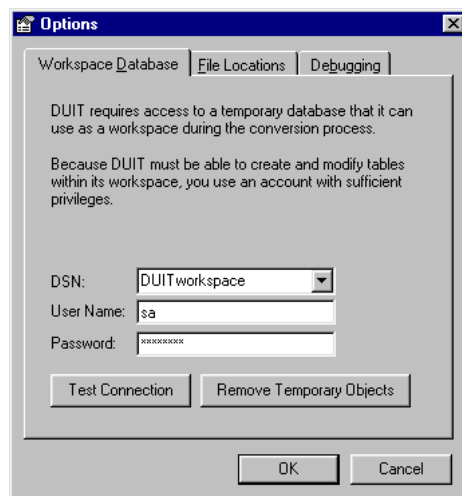 Options
Workspace Database
File Locations
Debugging
DUIT requires access to a temporary database that it can
use as a workspace during the conversion process.
Because DUIT must be able to create and modify tables
within its workspace, you use an account with sufficient
privileges.
DSN: DUITworkspace
User Name: sa
Password: ********
Test Connection
Remove Temporary Objects
OK
Cancel